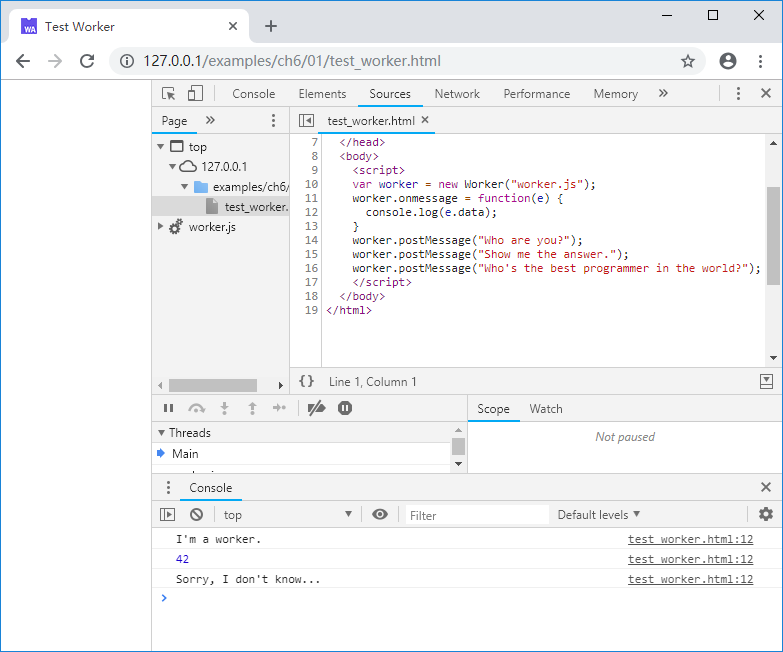 WA Test Worker
127.0.0.1/examples/ch6/01/test_worker.html
Console Elements Sources Network Performance Memory
Page
test_worker.html
top
127.0.0.1
examples/ch6/
test_worker.
worker.js
7 </head>
8 <body>
9 <script>
10 var worker = new Worker("worker.js");
11 worker.onmessage = function(e) {
12 console.log(e.data);
13 }
14 worker.postMessage("Who are you?");
15 worker.postMessage("Show me the answer.");
16 worker.postMessage("Who's the best programmer in the world?");
17 </script>
18 </body>
19 </html>
{} Line 1, Column 1
Scope Watch
Threads
Main
Not paused
Console
top Filter Default levels
I'm a worker. test_worker.html:12
42 test_worker.html:12
Sorry, I don't know... test_worker.html:12